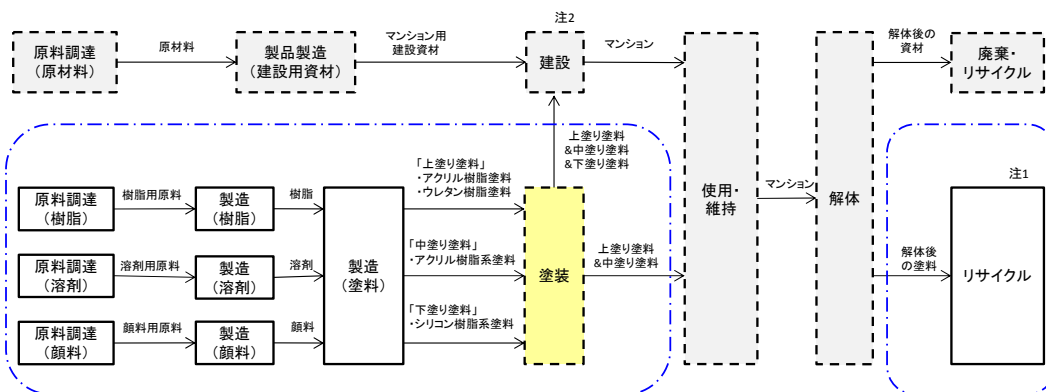 注2
原料調達
(原材料)
原材料
製品製造
(建設用資材)
マンション用
建設資材
建設
マンション
解体後の
資材
廃棄・
リサイクル
上塗り塗料
&中塗り塗料
&下塗り塗料
原料調達
(樹脂)
樹脂用原料
製造
(樹脂)
樹脂
「上塗り塗料」
・アクリル樹脂塗料
・ウレタン樹脂塗料
原料調達
(溶剤)
溶剤用原料
製造
(溶剤)
溶剤
製造
(塗料)
「中塗り塗料」
・アクリル樹脂系塗料
塗装
上塗り塗料
&中塗り塗料
原料調達
(顔料)
顔料用原料
製造
(顔料)
顔料
「下塗り塗料」
・シリコン樹脂系塗料
使用・
維持
マンション
解体
注1
解体後
の塗料
リサイクル